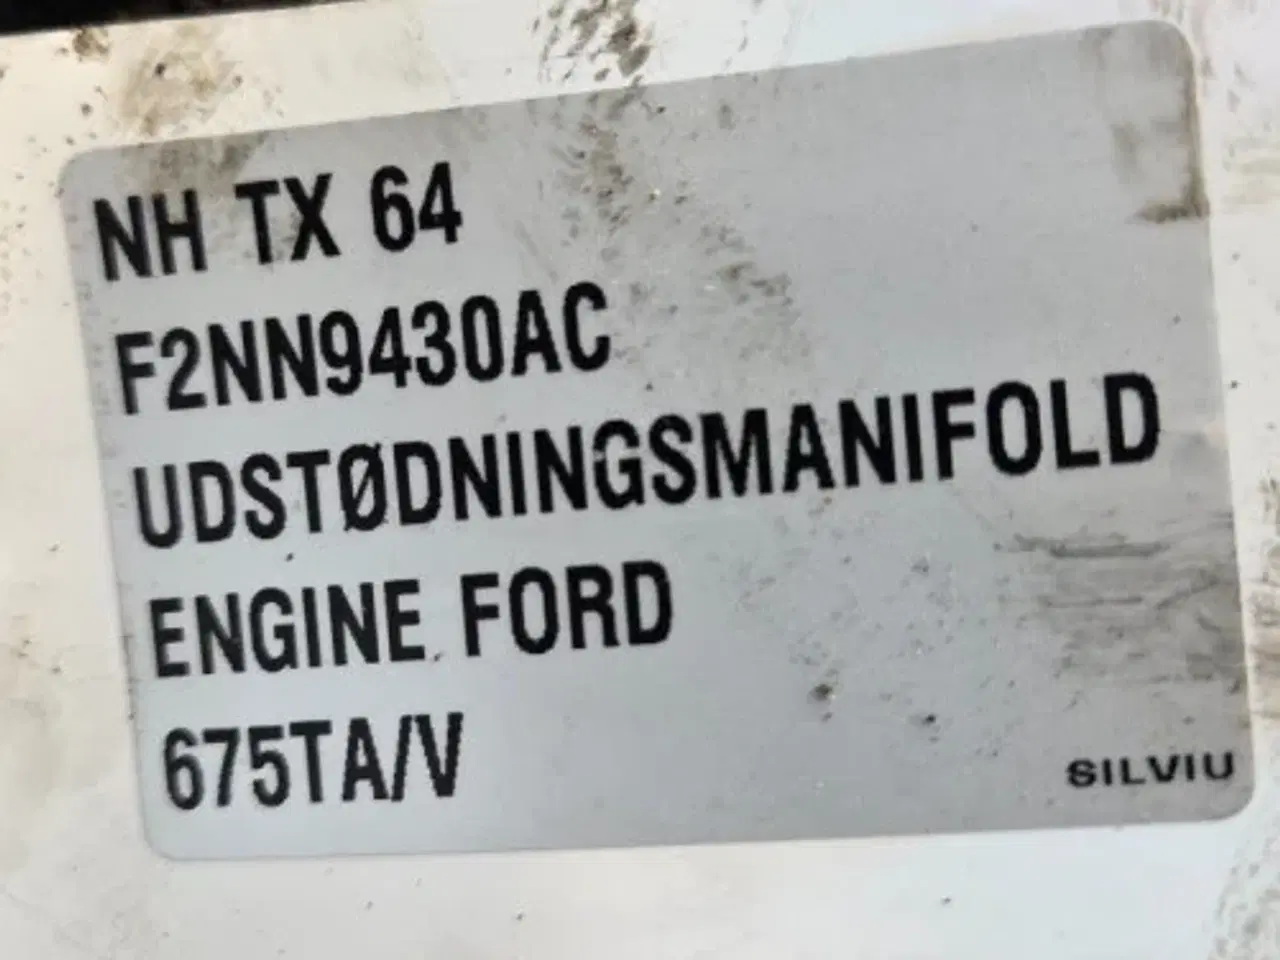 NH TX 64
F2NN9430AC
UDSTØDNINGSMANIFOLD
ENGINE FORD
675TA/V
SILVIU